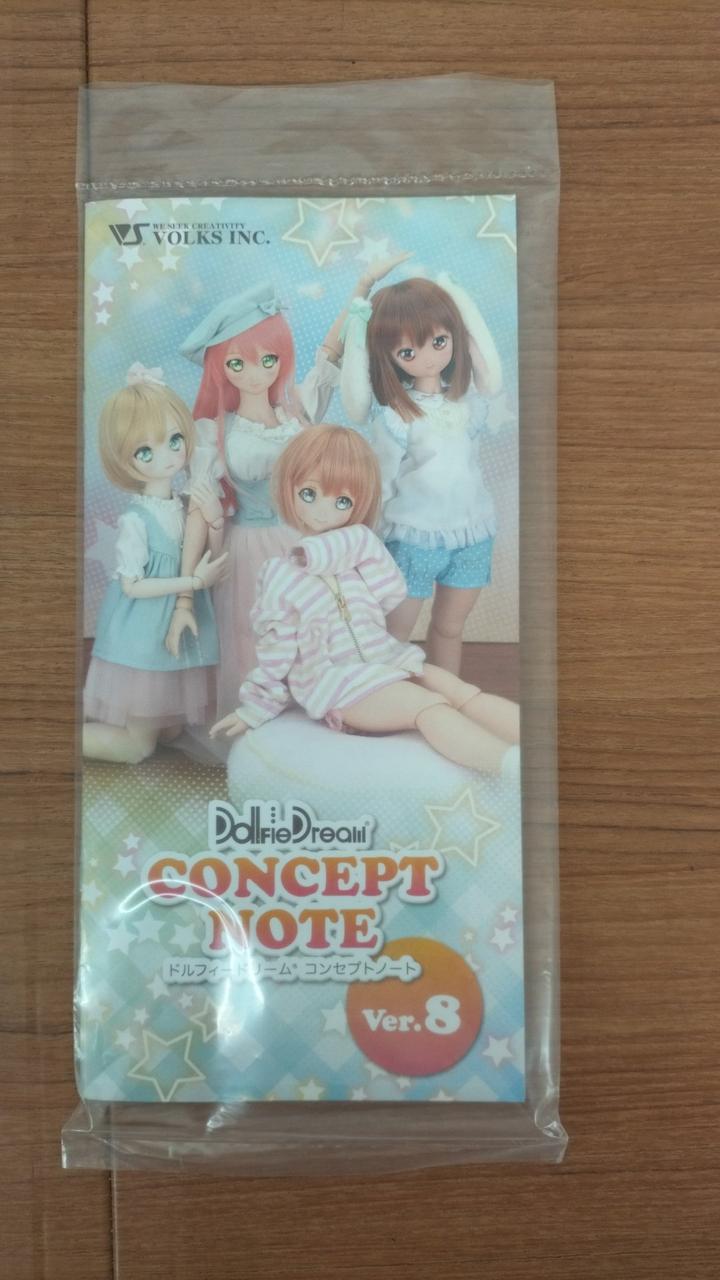 WE SEEK CREATIVITY
VS. VOLKS INC.
DollfieDream®
CONCEPT
NOTE
ドルフィードリーム® コンセプトノート
Ver.8